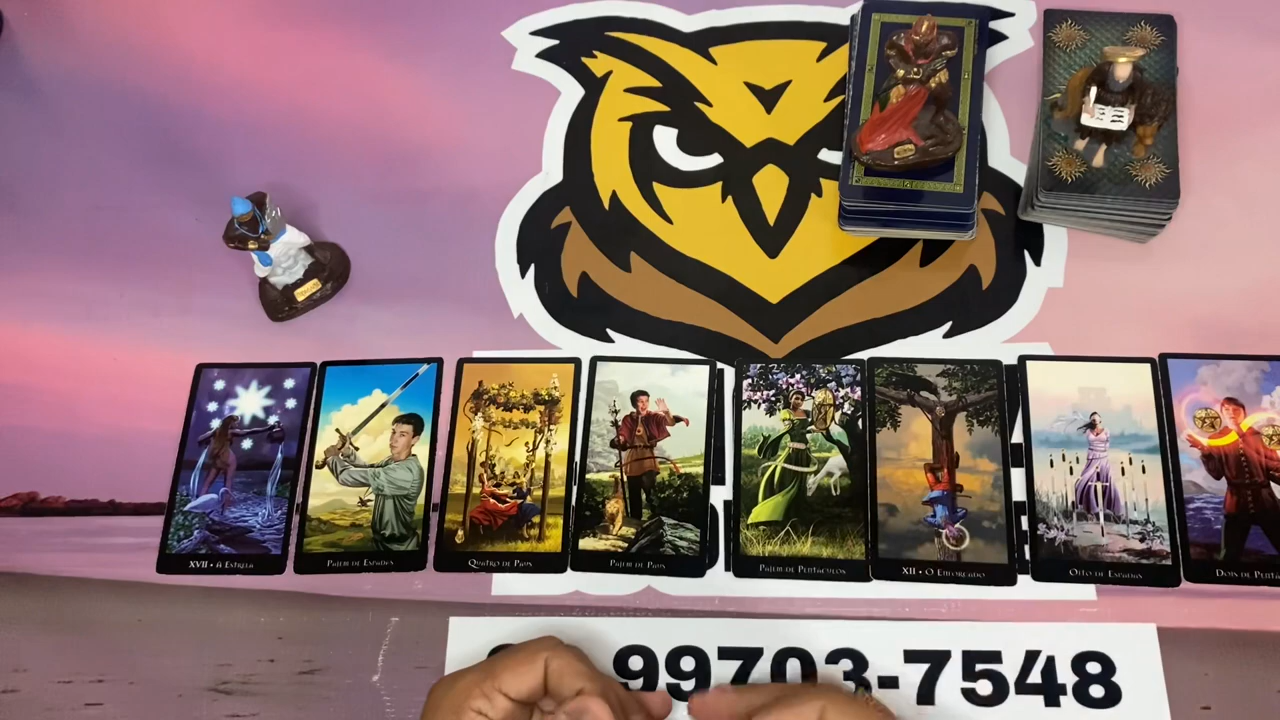 XVII • A Estrela
Pajem de Espadas
Quatro de Paus
Pajem de Paus
Pajem de Pentáculos
XII • O Enforcado
Oito de Espadas
Dois de
99703-7548